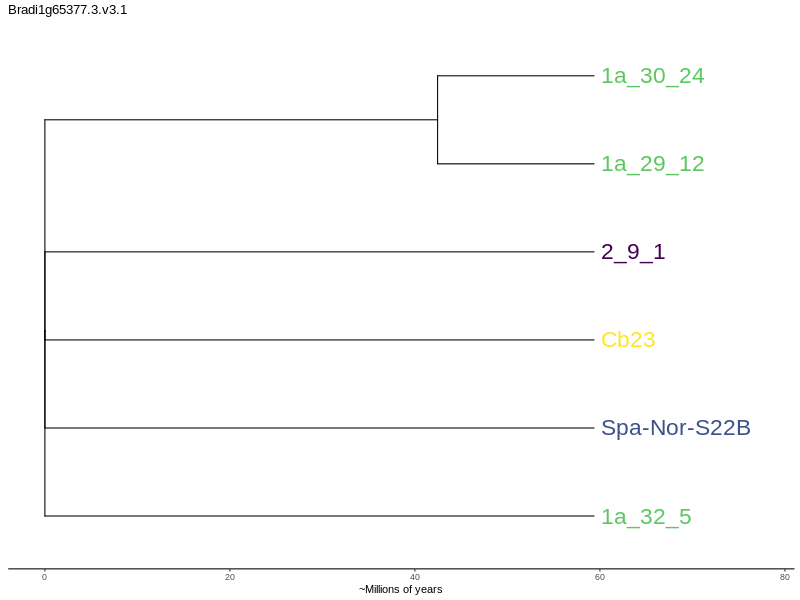 Bradi1g65377.3.v3.1
1a_30_24
1a_29_12
2_9_1
Cb23
Spa-Nor-S22B
1a_32_5
0 20 40 60 80
~Millions of years